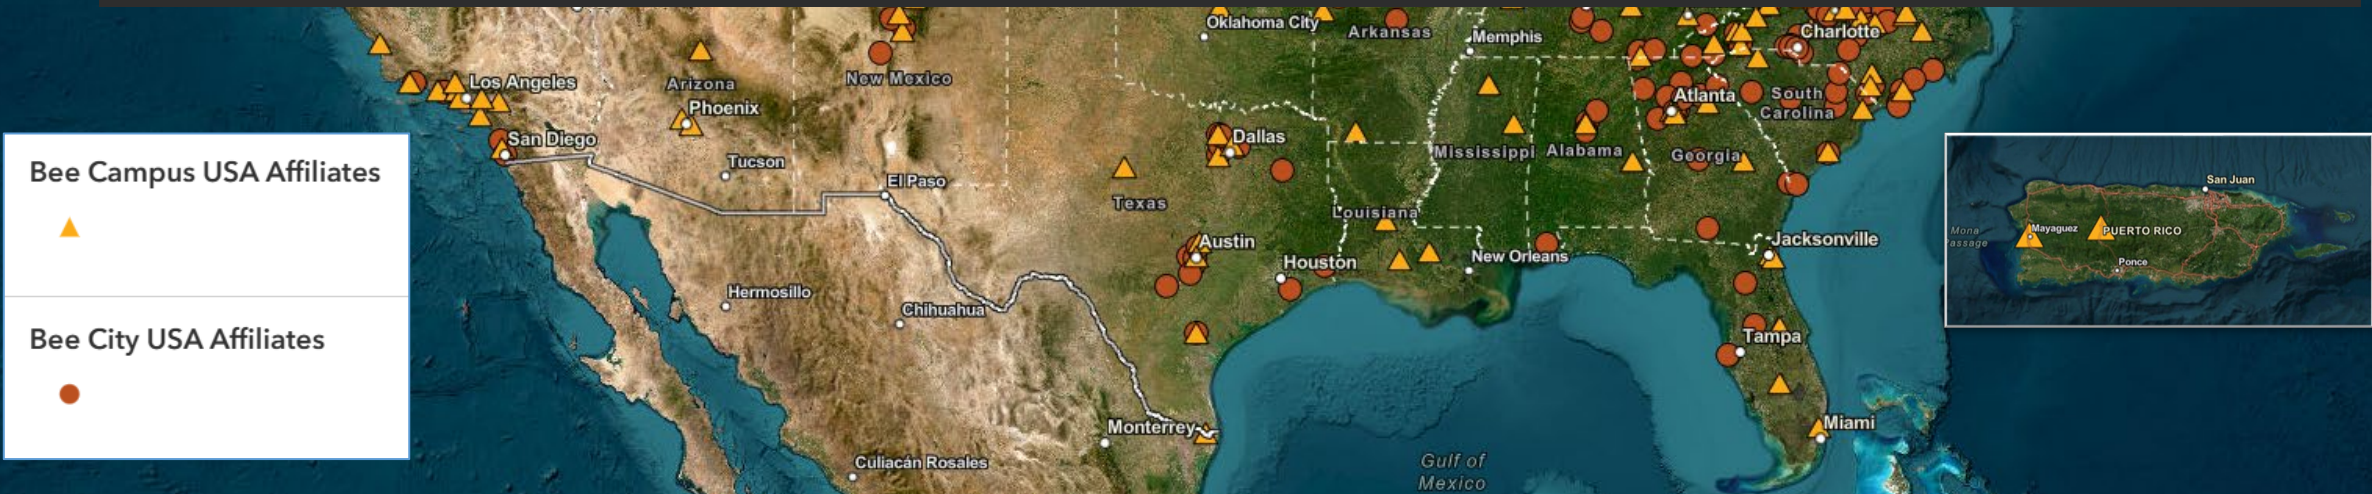 Oklahoma City
Arkansas
Memphis
Charlotte
Los Angeles
Arizona
New Mexico
Phoenix
Atlanta
South
Carolina
San Diego
Dallas
Mississippi
Alabama
Georgia
Bee Campus USA Affiliates
Tucson
El Paso
Texas
Louisiana
San Juan
Mona
Passage
Mayaguez
PUERTO RICO
Ponce
Austin
Houston
New Orleans
Jacksonville
Hermosillo
Chihuahua
Bee City USA Affiliates
Tampa
Monterrey
Miami
Culiacán Rosales
Gulf of
Mexico